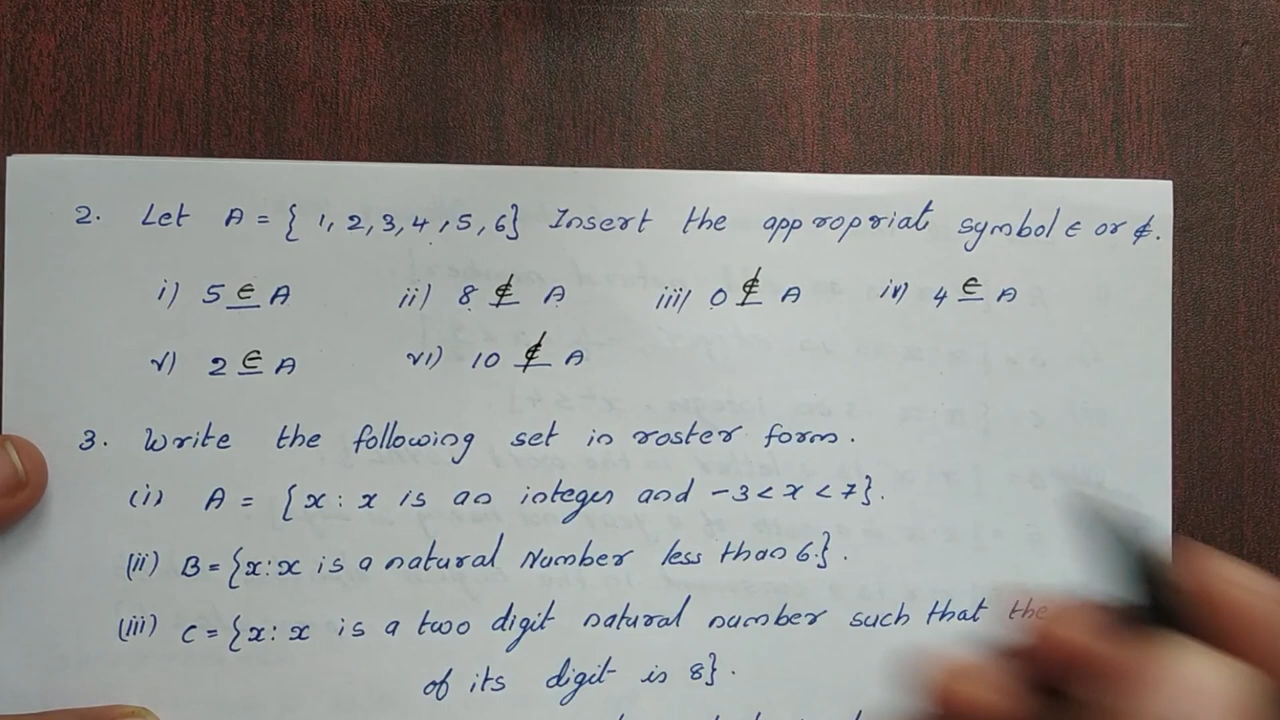 2. Let A = { 1, 2, 3, 4, 5, 6} Insert the appropriat symbol ∈ or ∉.
i) 5 ∈ A ii) 8 ∉ A iii) 0 ∉ A iv) 4 ∈ A
v) 2 ∈ A vi) 10 ∉ A
3. Write the following set in roster form.
(i) A = {x : x is an integer and -3 < x < 7}.
(ii) B = {x : x is a natural Number less than 6}.
(iii) C = {x : x is a two digit natural number such that the
of its digit is 8}.